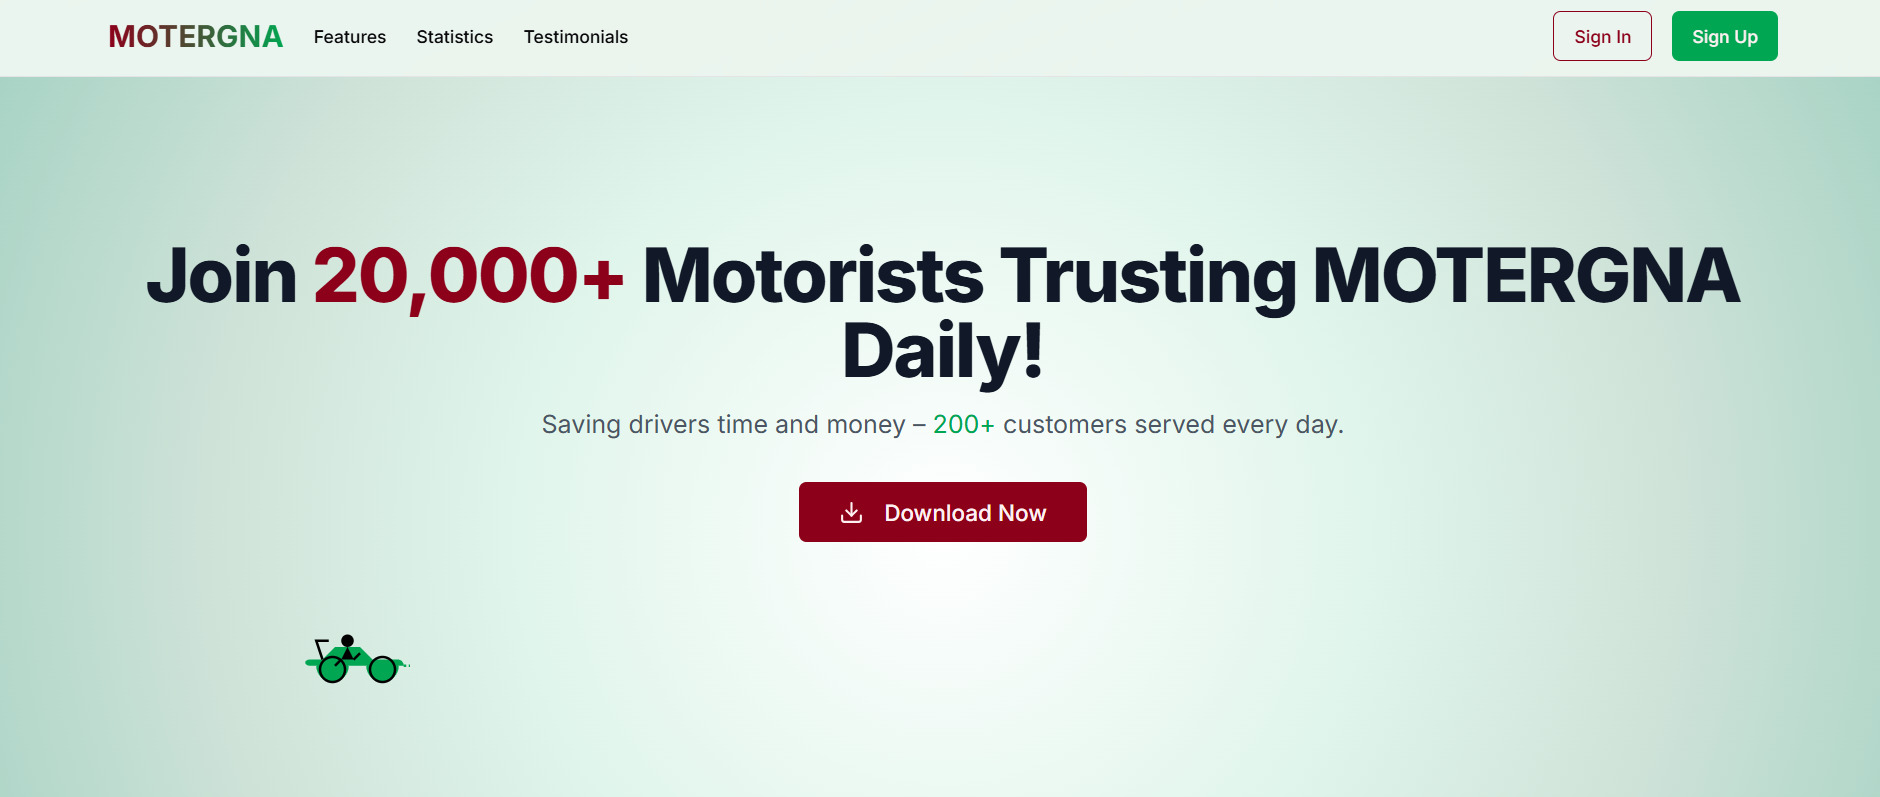 MOTERGNA Features Statistics Testimonials Sign In Sign Up
Join 20,000+ Motorists Trusting MOTERGNA
Daily!
Saving drivers time and money – 200+ customers served every day.
Download Now